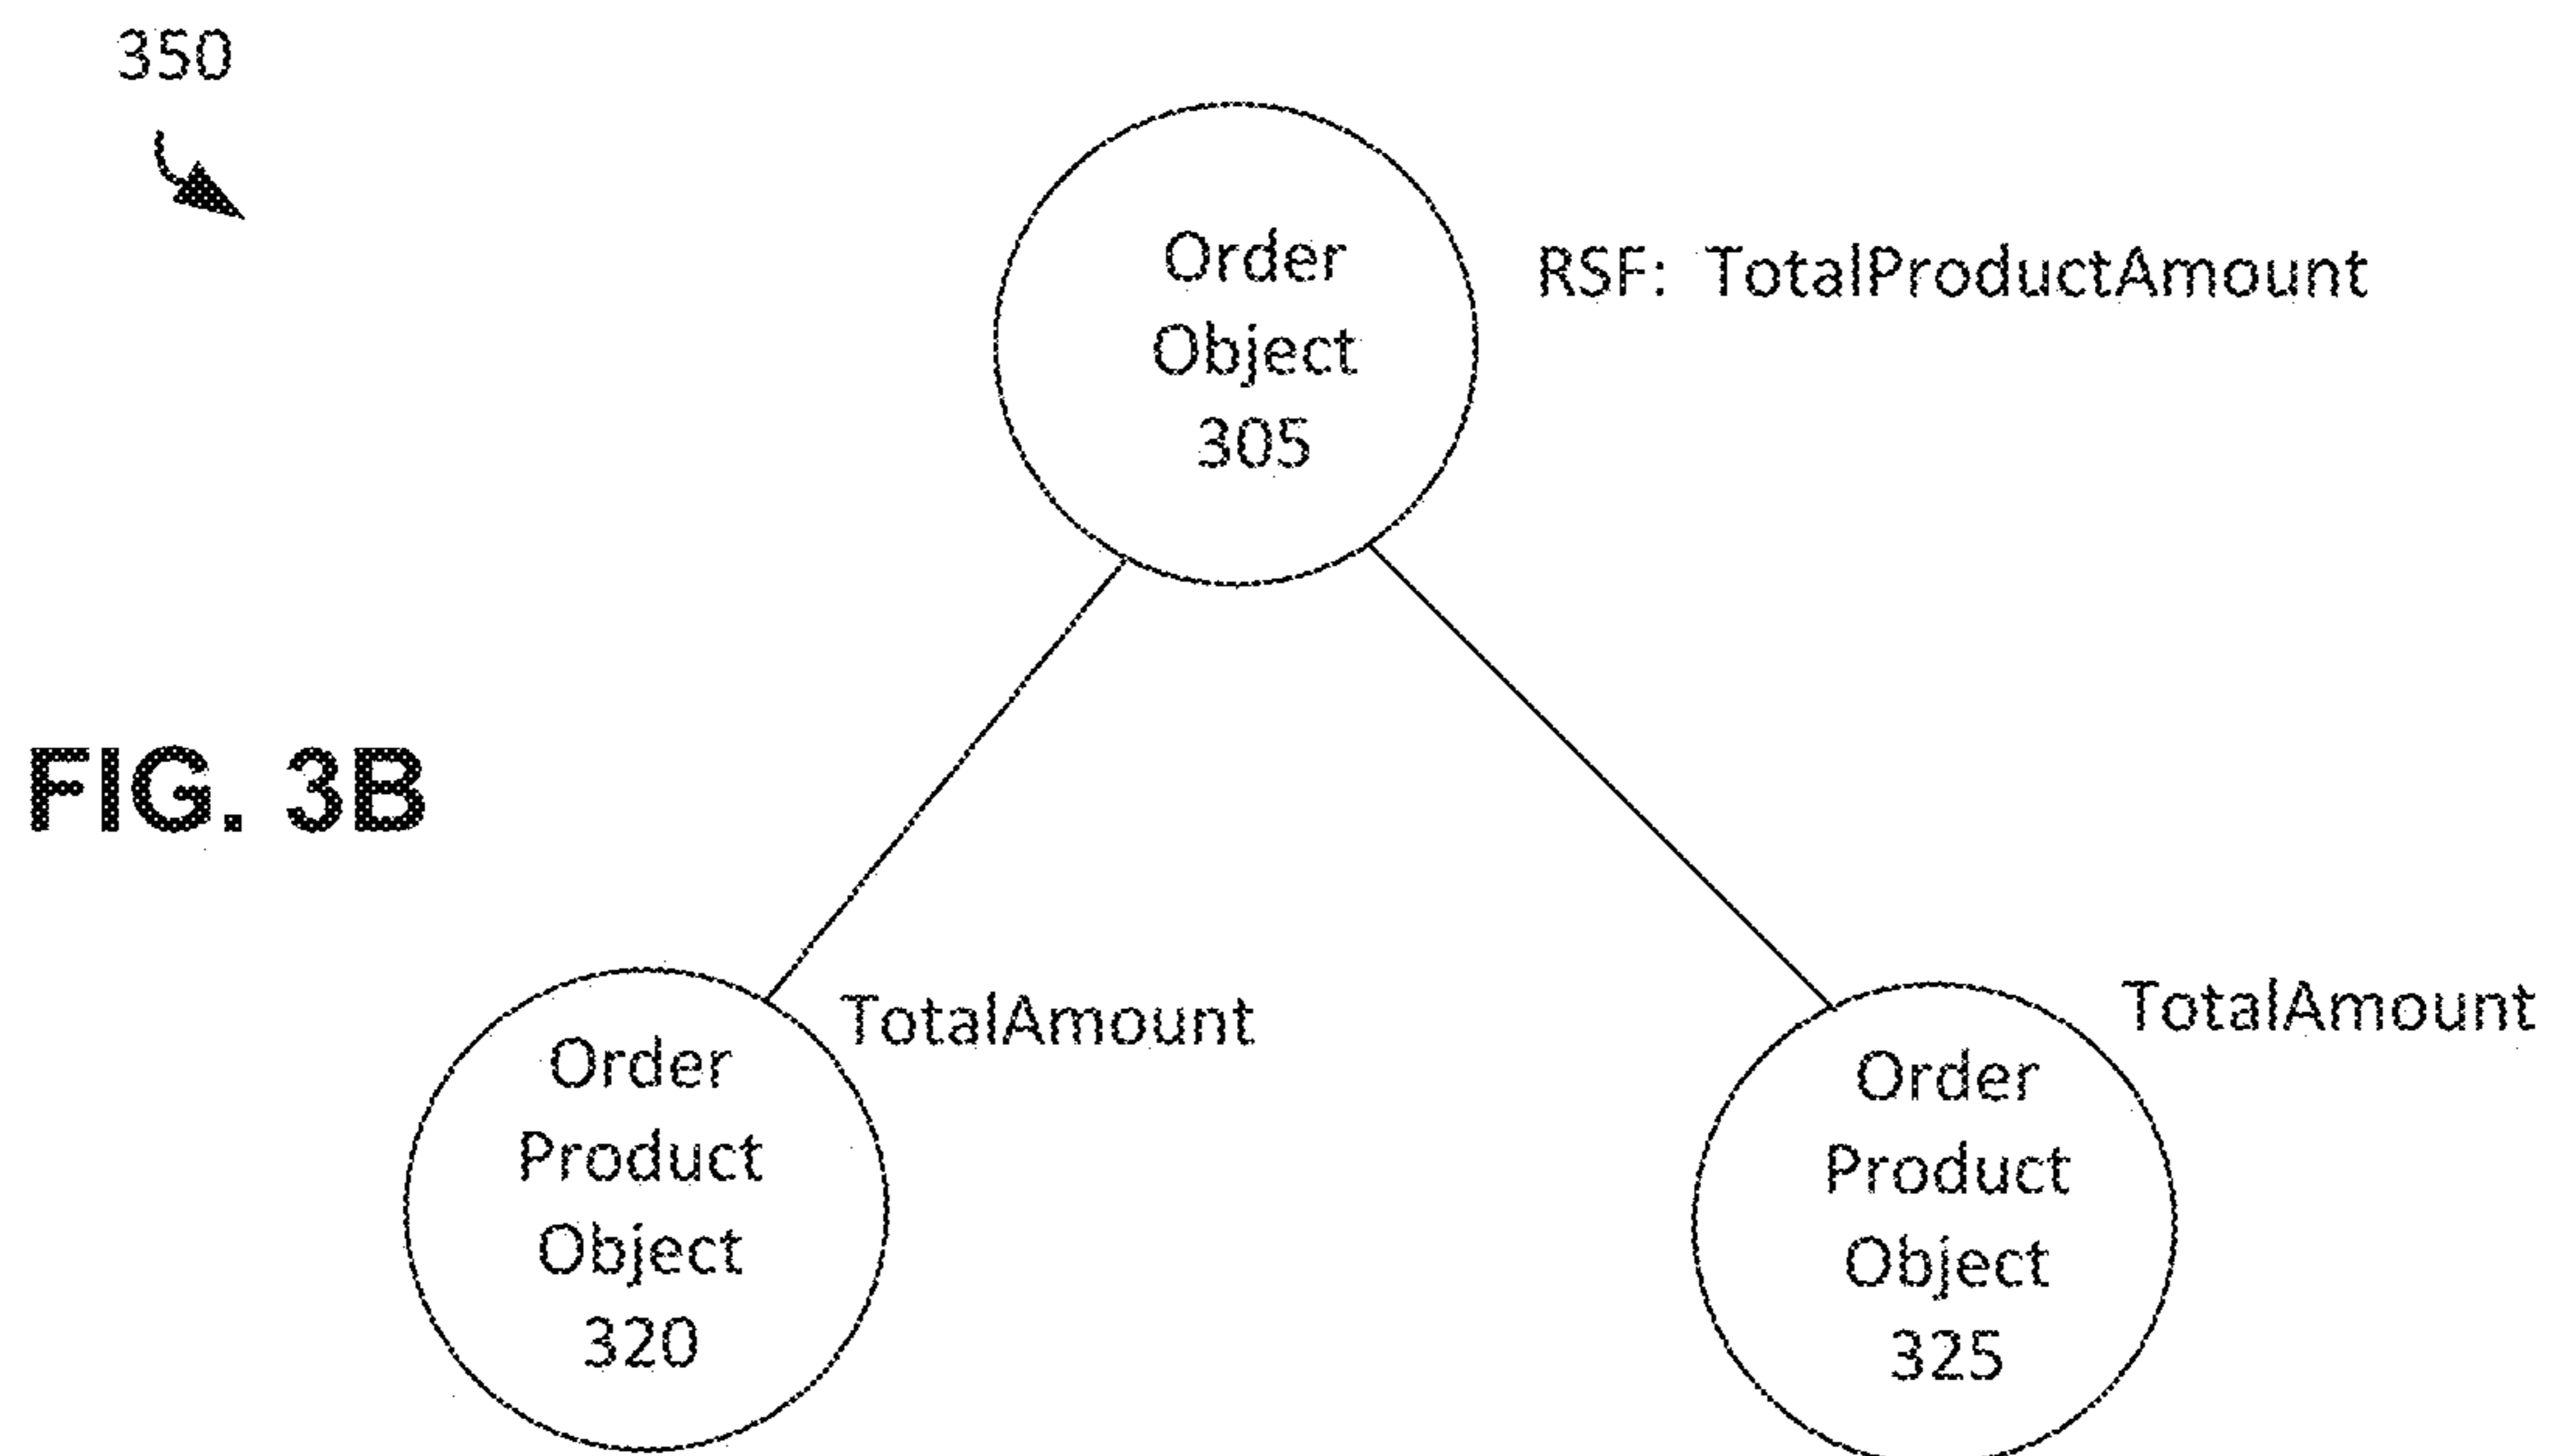 350
Order
Object
305
RSF: TotalProductAmount
FIG. 3B
Order
Product
Object
320
TotalAmount
Order
Product
Object
325
TotalAmount